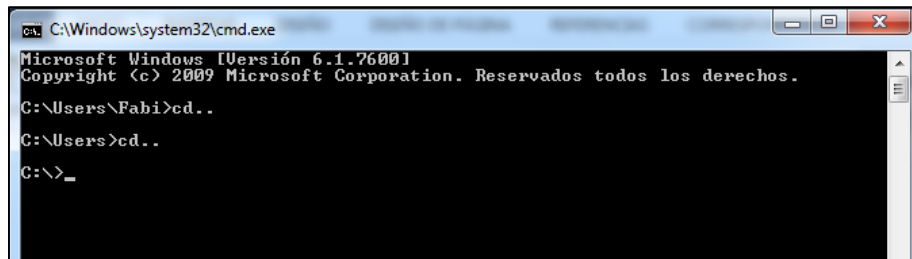 C:\Windows\system32\cmd.exe
Microsoft Windows [Versión 6.1.7600]
Copyright (c) 2009 Microsoft Corporation. Reservados todos los derechos.
C:\Users\Fabi>cd..
C:\Users>cd..
C:\>_